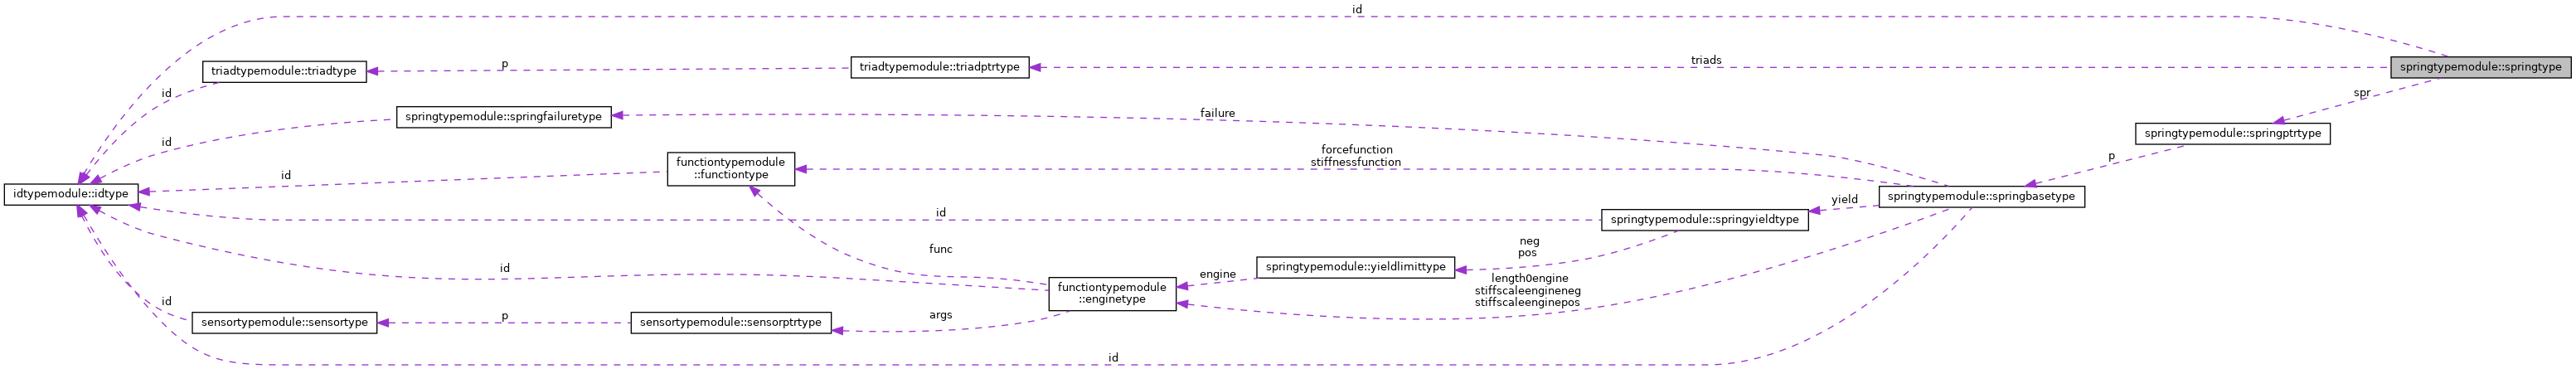 id
triads
springtypemodule::springtype
triadtypemodule::triadptrtype
p
triadtypemodule::triadtype
id
spr
failure
springtypemodule::springfailuretype
springtypemodule::springptrtype
id
forcefunction
stiffnessfunction
functiontypemodule
::functiontype
p
id
idtypemodule::idtype
springtypemodule::springbasetype
yield
id
springtypemodule::springyieldtype
neg
pos
func
id
springtypemodule::yieldlimittype
engine
length0engine
stiffscaleengineneg
stiffscaleenginepos
functiontypemodule
::enginetype
id
args
p
sensortypemodule::sensortype
sensortypemodule::sensorptrtype
id